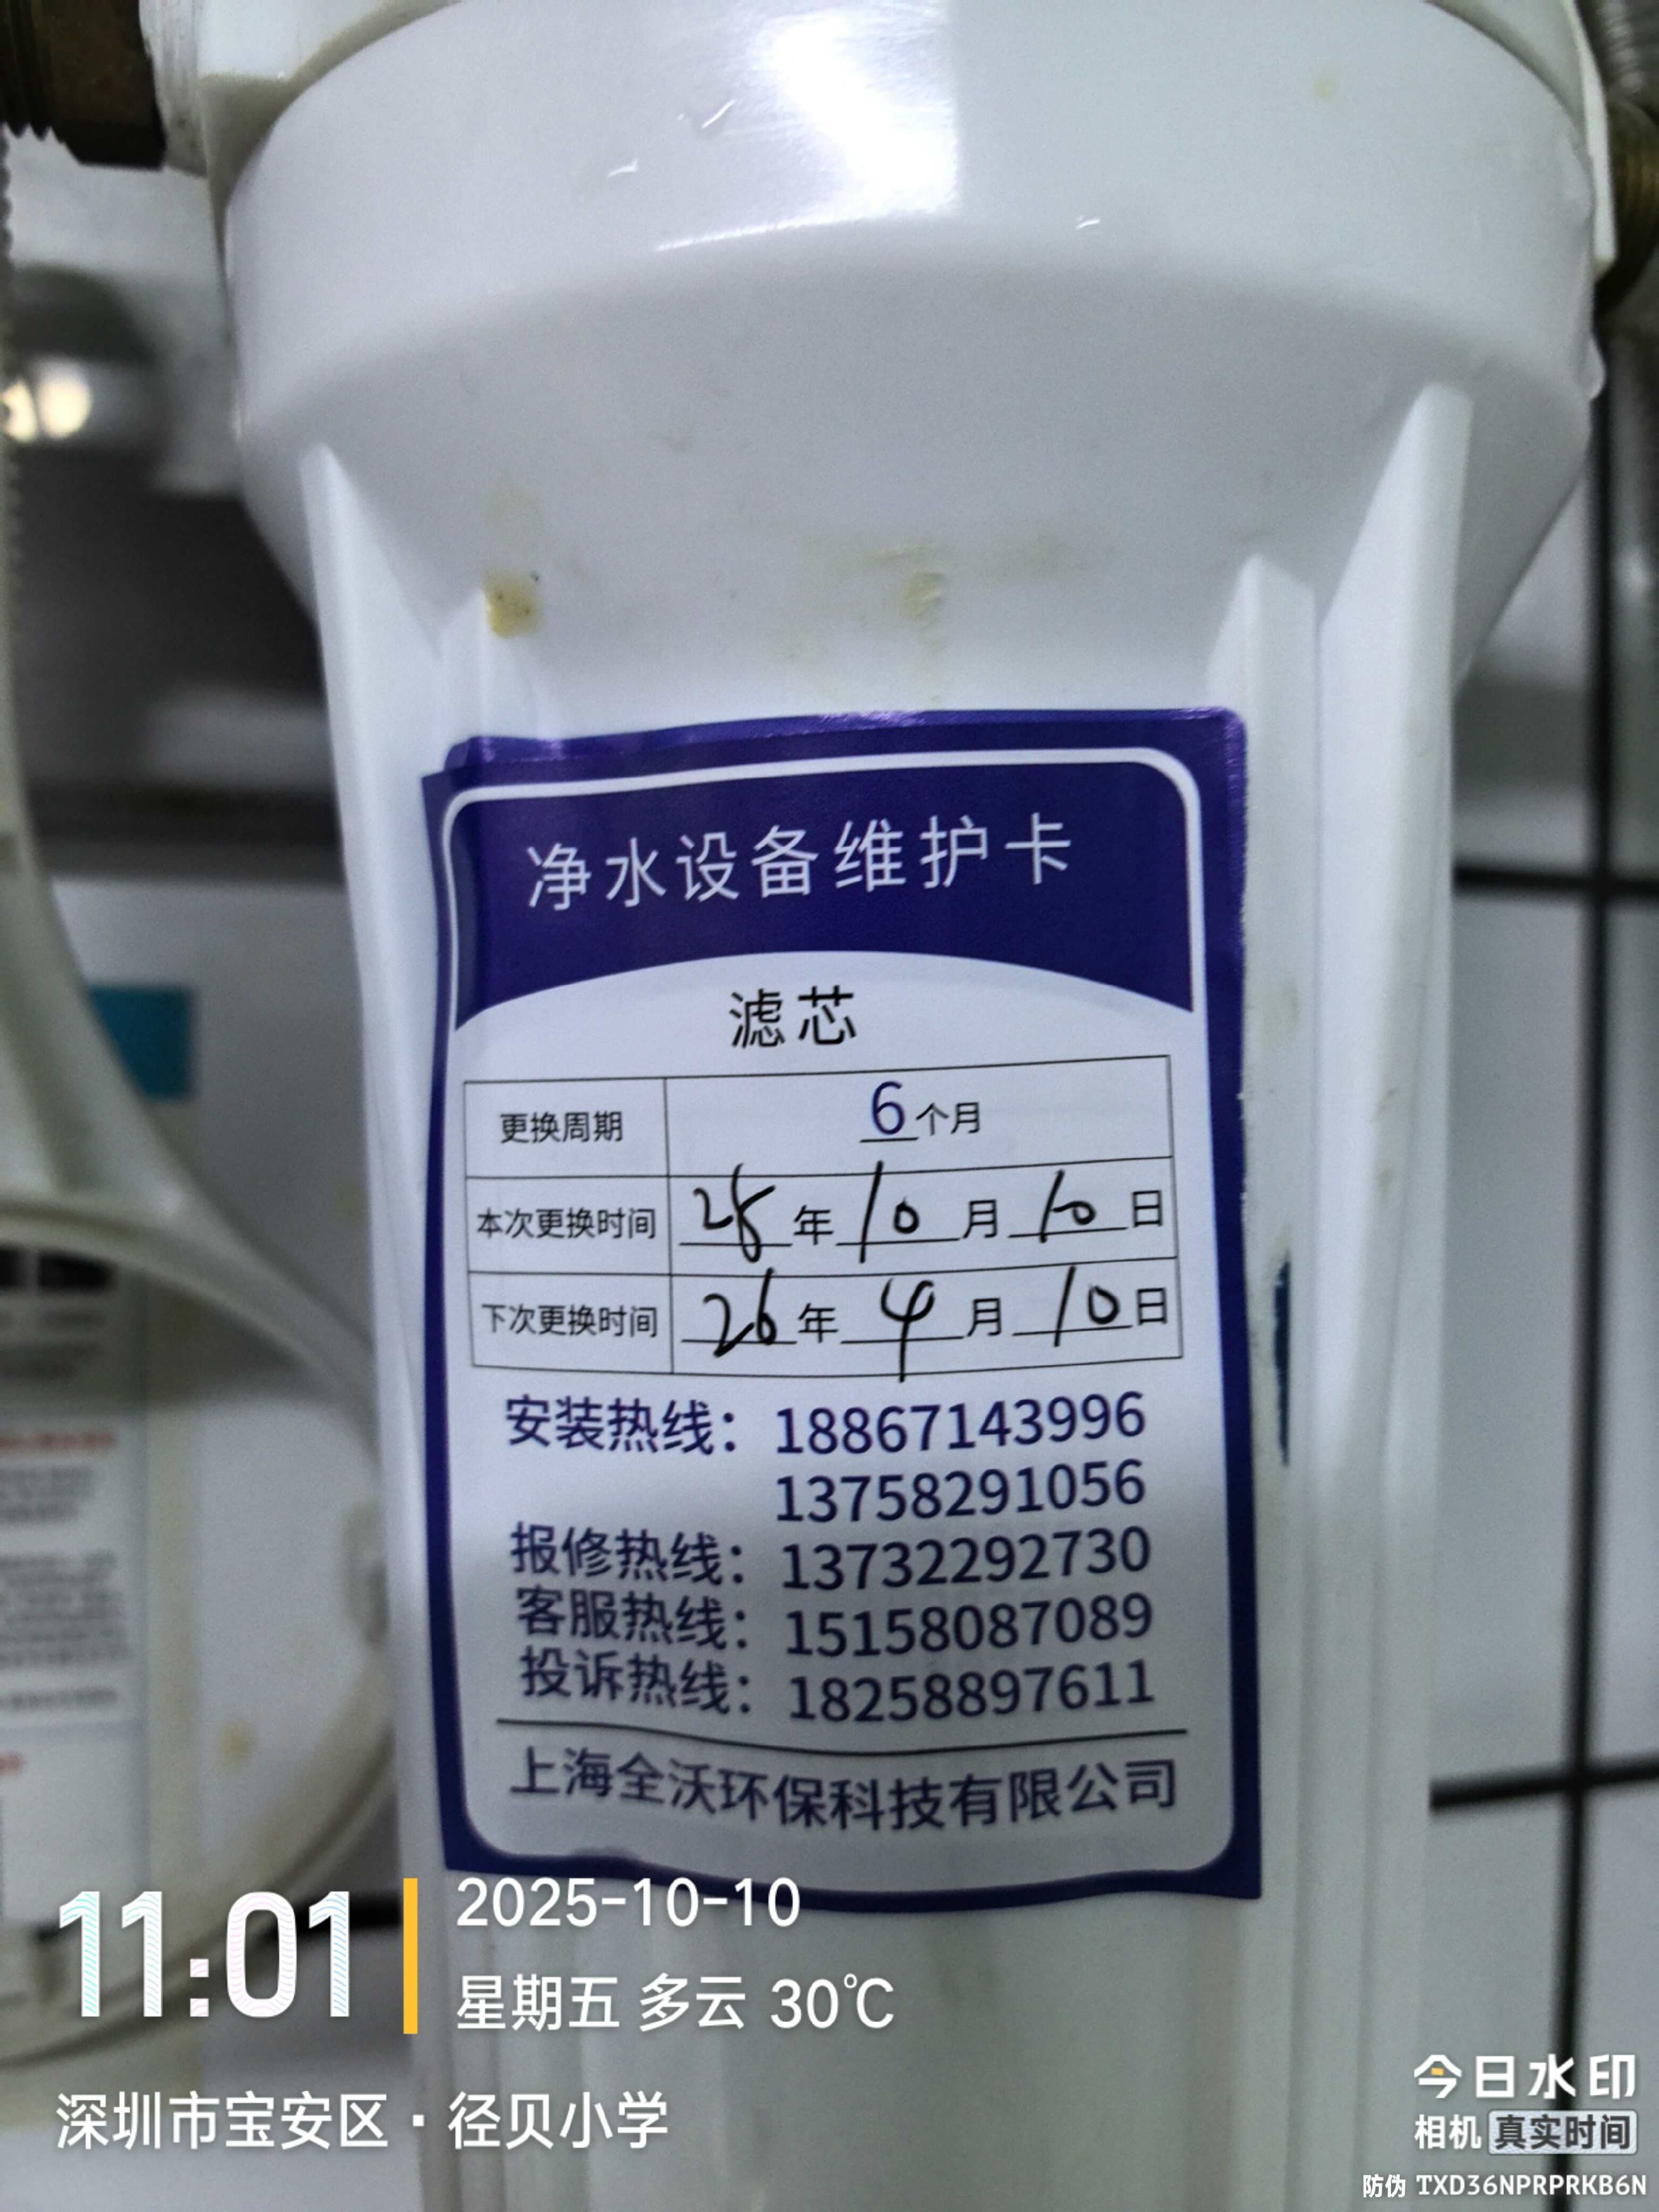 净水设备维护卡
滤芯
更换周期 6个月
本次更换时间 25年10月10日
下次更换时间 26年4月10日
安装热线：18867143996
13758291056
报修热线：13732292730
客服热线：15158087089
投诉热线：18258897611
上海全沃环保科技有限公司
11:01
2025-10-10
星期五 多云 30℃
深圳市宝安区·径贝小学
今日水印
相机 真实时间
防伪 TXD36NPRPRKB6N